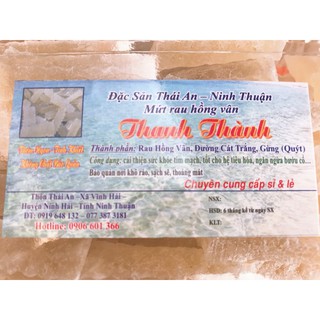 Đặc Sản Thái An – Ninh Thuận
Mứt rau hồng vân
Thanh Thành
Thành phần: Rau Hồng Vân, Đường Cát Trắng, Gừng (Quýt)
Công dụng: cải thiện sức khỏe tim mạch, tốt cho hệ tiêu hóa, ngăn ngừa bướu cổ...
Bảo quản nơi khô ráo, sạch sẽ, thoáng mát
Chuyên cung cấp sỉ & lẻ
Thôn Thái An - Xã Vĩnh Hải -
Huyện Ninh Hải - Tỉnh Ninh Thuận
ĐT: 0919 648 132 - 077 387 3181
Hotline: 0906 601 366
NSX:
HSD: 6 tháng kể từ ngày SX
KLT: